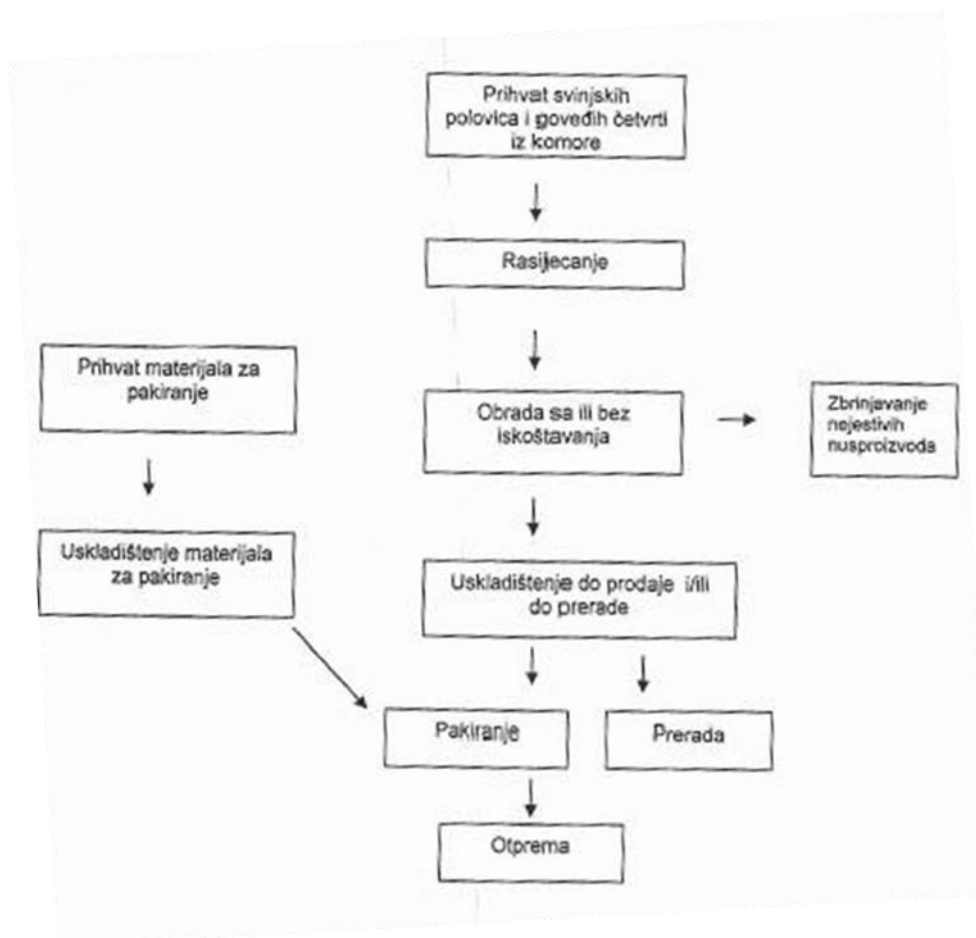 Prihvat svinjskih
polovica i goveđih četvrti
iz komore
Rasijecanje
Prihvat materijala za
pakiranje
Obrada sa ili bez
iskoštavanja
Zbrinjavanje
nejestivih
nusproizvoda
Uskladištenje materijala
za pakiranje
Uskladištenje do prodaje i/ili
do prerade
Pakiranje
Prerada
Otprema